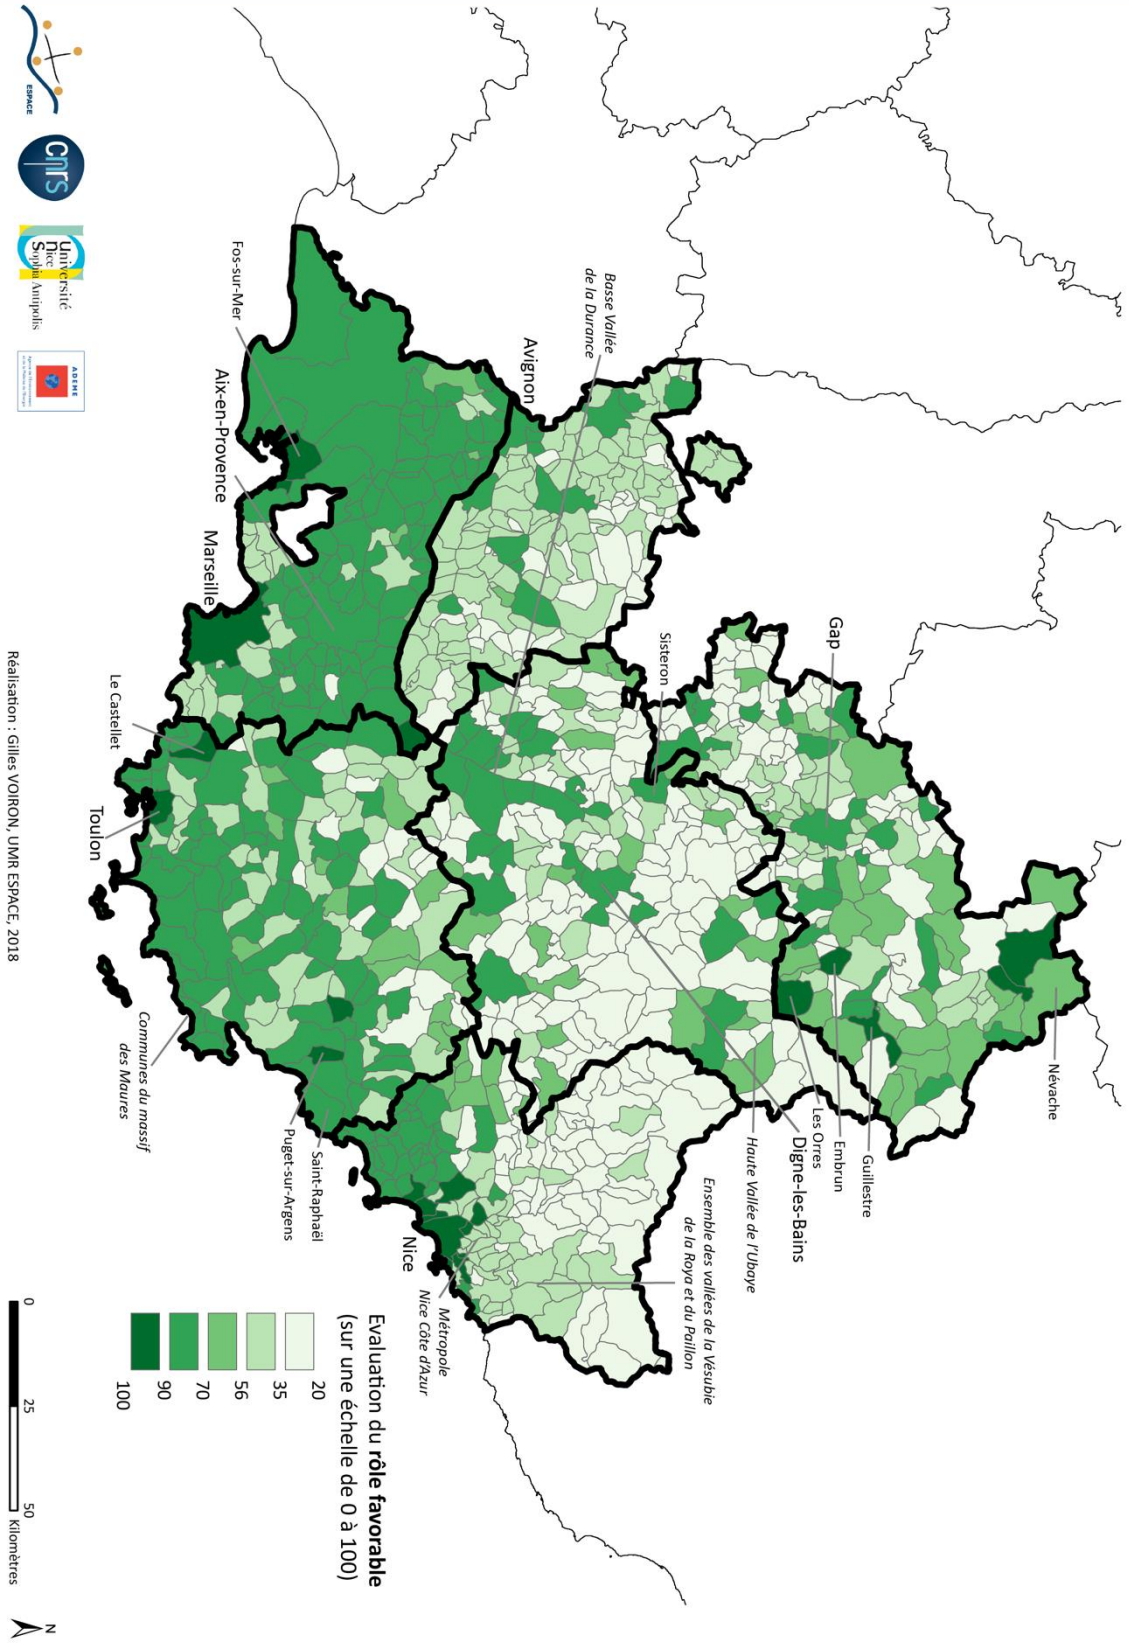 Névache
Guillestre
Embrun
Les Orres
Digne-les-Bains
Haute Vallée de l'Ubaye
Ensemble des vallées de la Vésubie
de la Roya et du Paillon
Gap
Sisteron
Basse Vallée
de la Durance
Avignon
Fos-sur-Mer
Aix-en-Provence
Marseille
Le Castellet
Toulon
Communes du massif
des Maures
Puget-sur-Argens
Saint-Raphaël
Nice
Métropole
Nice Côte d'Azur
Evaluation du rôle favorable
(sur une échelle de 0 à 100)
20
35
56
70
90
100
0 25 50
Kilomètres
N
Réalisation : Gilles VOIRON, UMR ESPACE, 2018
ESPACE
cnrs
Université
Nice
Sophia Antipolis
ADEME